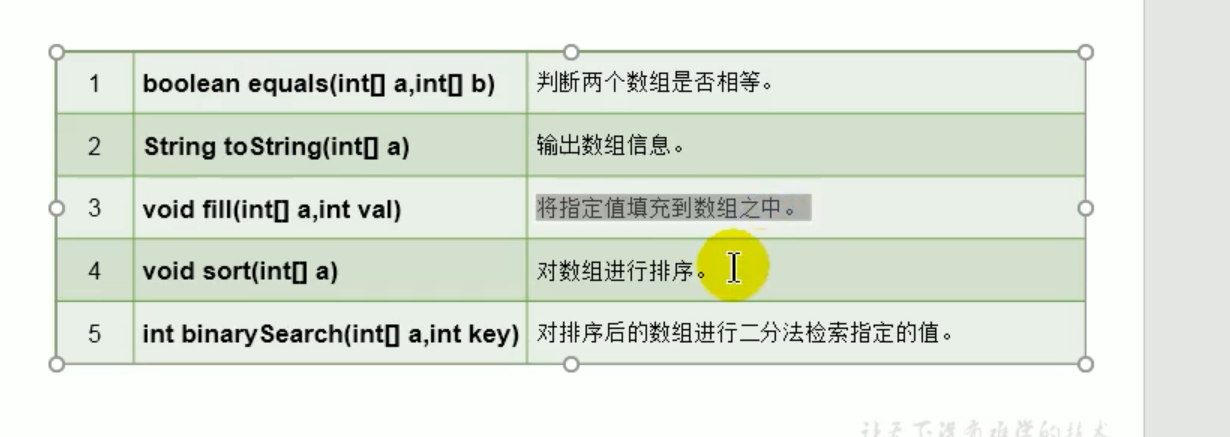 1 boolean equals(int[] a,int[] b) 判断两个数组是否相等。
2 String toString(int[] a) 输出数组信息。
3 void fill(int[] a,int val) 将指定值填充到数组之中。
4 void sort(int[] a) 对数组进行排序。
5 int binarySearch(int[] a,int key) 对排序后的数组进行二分法检索指定的值。
让天下没有难学的技术